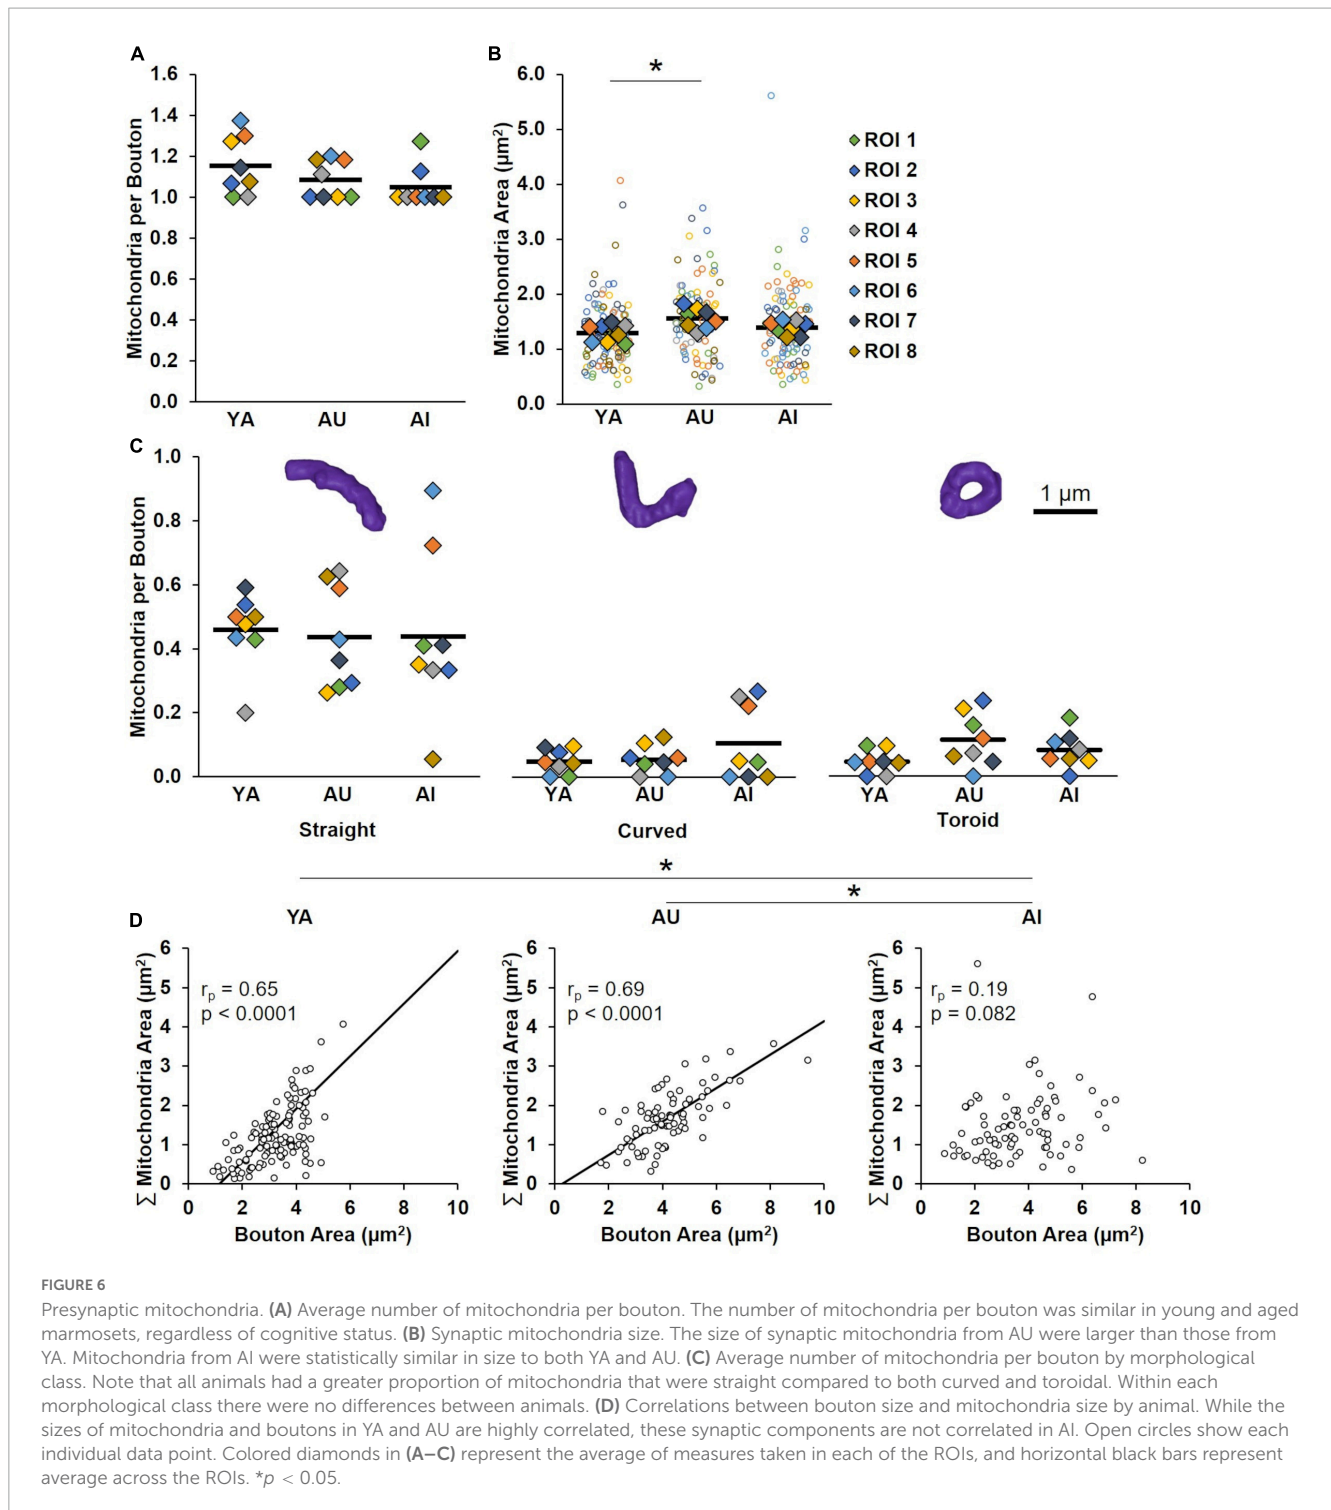 A
B
1.6
1.4
1.2
1.0
0.8
0.6
0.4
0.2
0.0
Mitochondria per Bouton
YA AU AI
6.0
5.0
4.0
3.0
2.0
1.0
0.0
Mitochondria Area (µm²)
*
YA AU AI
ROI 1
ROI 2
ROI 3
ROI 4
ROI 5
ROI 6
ROI 7
ROI 8
C
1.0
0.8
0.6
0.4
0.2
0.0
Mitochondria per Bouton
1 µm
YA AU AI YA AU AI YA AU AI
Straight Curved Toroid
*
*
YA AU AI
D
6
5
4
3
2
1
0
∑ Mitochondria Area (µm²)
rp = 0.65
p < 0.0001
0 2 4 6 8 10
Bouton Area (µm²)
6
5
4
3
2
1
0
∑ Mitochondria Area (µm²)
rp = 0.69
p < 0.0001
0 2 4 6 8 10
Bouton Area (µm²)
6
5
4
3
2
1
0
∑ Mitochondria Area (µm²)
rp = 0.19
p = 0.082
0 2 4 6 8 10
Bouton Area (µm²)
FIGURE 6
Presynaptic mitochondria. (A) Average number of mitochondria per bouton. The number of mitochondria per bouton was similar in young and aged
marmosets, regardless of cognitive status. (B) Synaptic mitochondria size. The size of synaptic mitochondria from AU were larger than those from
YA. Mitochondria from AI were statistically similar in size to both YA and AU. (C) Average number of mitochondria per bouton by morphological
class. Note that all animals had a greater proportion of mitochondria that were straight compared to both curved and toroidal. Within each
morphological class there were no differences between animals. (D) Correlations between bouton size and mitochondria size by animal. While the
sizes of mitochondria and boutons in YA and AU are highly correlated, these synaptic components are not correlated in AI. Open circles show each
individual data point. Colored diamonds in (A–C) represent the average of measures taken in each of the ROIs, and horizontal black bars represent
average across the ROIs. *p < 0.05.